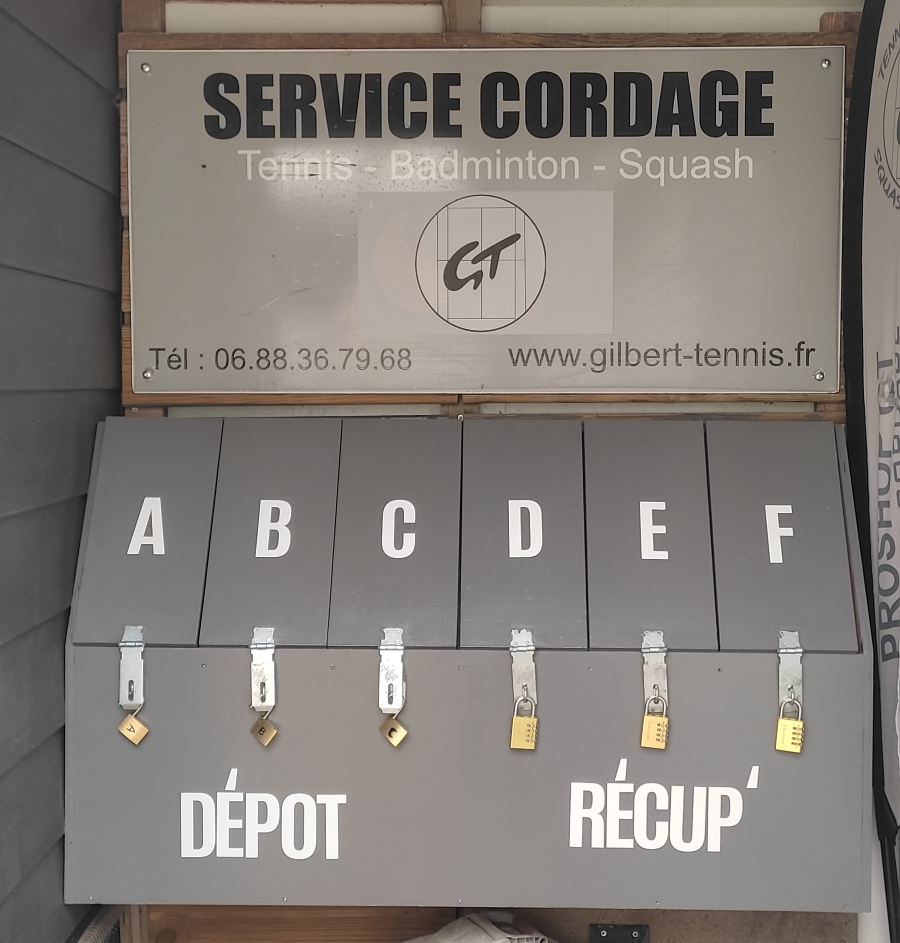 SERVICE CORDAGE
Tennis - Badminton - Squash
GT
Tél : 06.88.36.79.68
www.gilbert-tennis.fr
A B C D E F
A B C
DÉPOT
RÉCUP'
PROSHOP GT